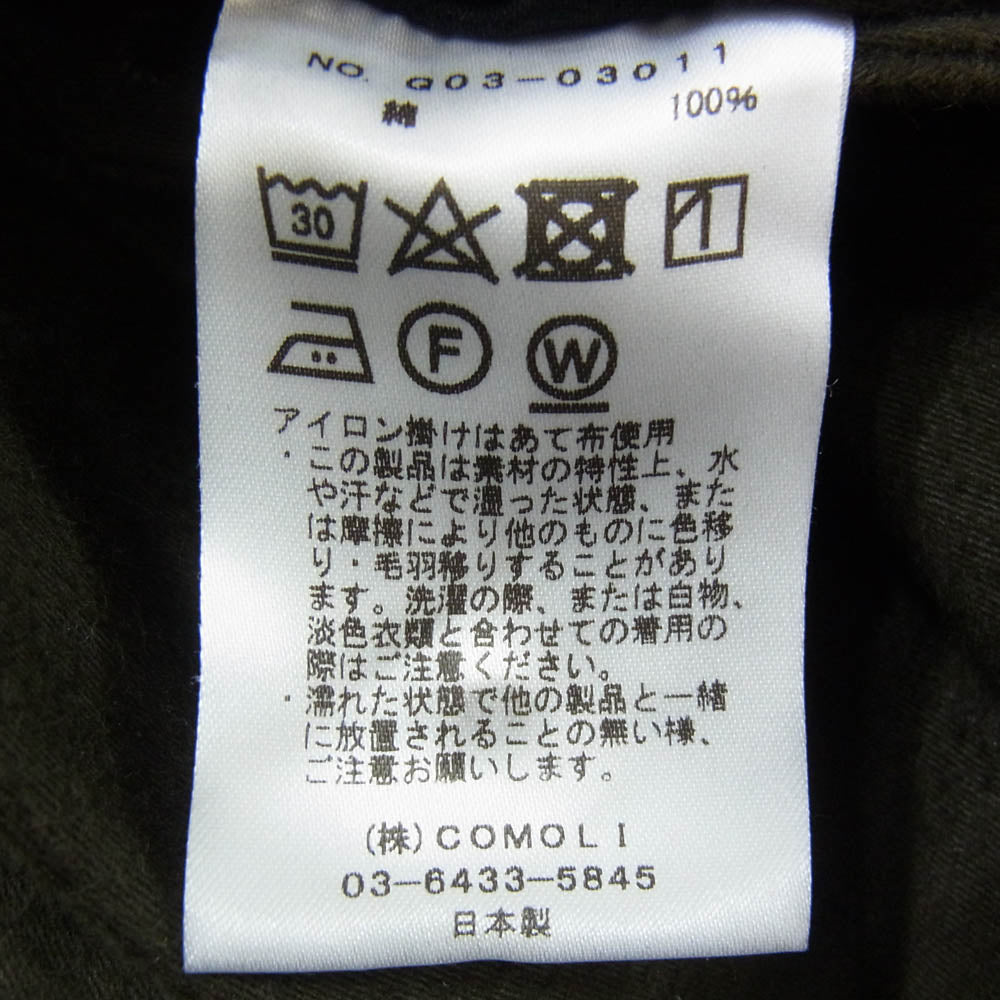 NO. G03-03011
綿 100%
30
F W
アイロン掛けはあて布使用
・この製品は素材の特性上、水
や汗などで湿った状態、また
は摩擦により他のものに色移
り・毛羽移りすることがあり
ます。洗濯の際、または白物、
淡色衣類と合わせての着用の
際はご注意ください。
・濡れた状態で他の製品と一緒
に放置されることの無い様、
ご注意お願いします。
(株)COMOLI
03-6433-5845
日本製